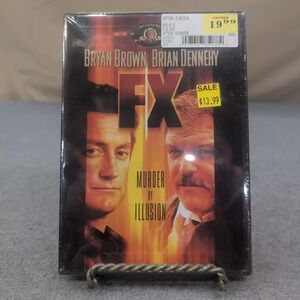 19.99
BRYAN BROWN, BRIAN DENNEHY
FX
SALE
$13.99
MURDER
BY
ILLUSION